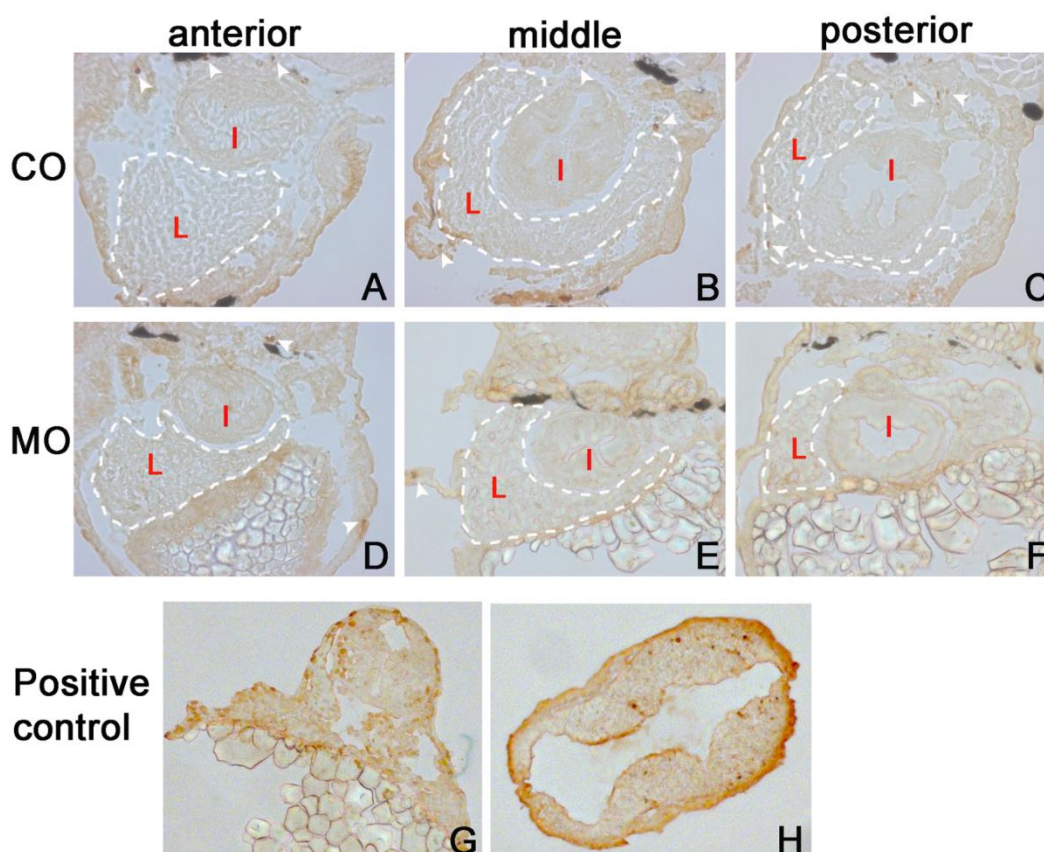 anterior middle posterior
CO
I I I
L L L
A B C
MO
I I I
L L L
D E F
Positive
control
G H